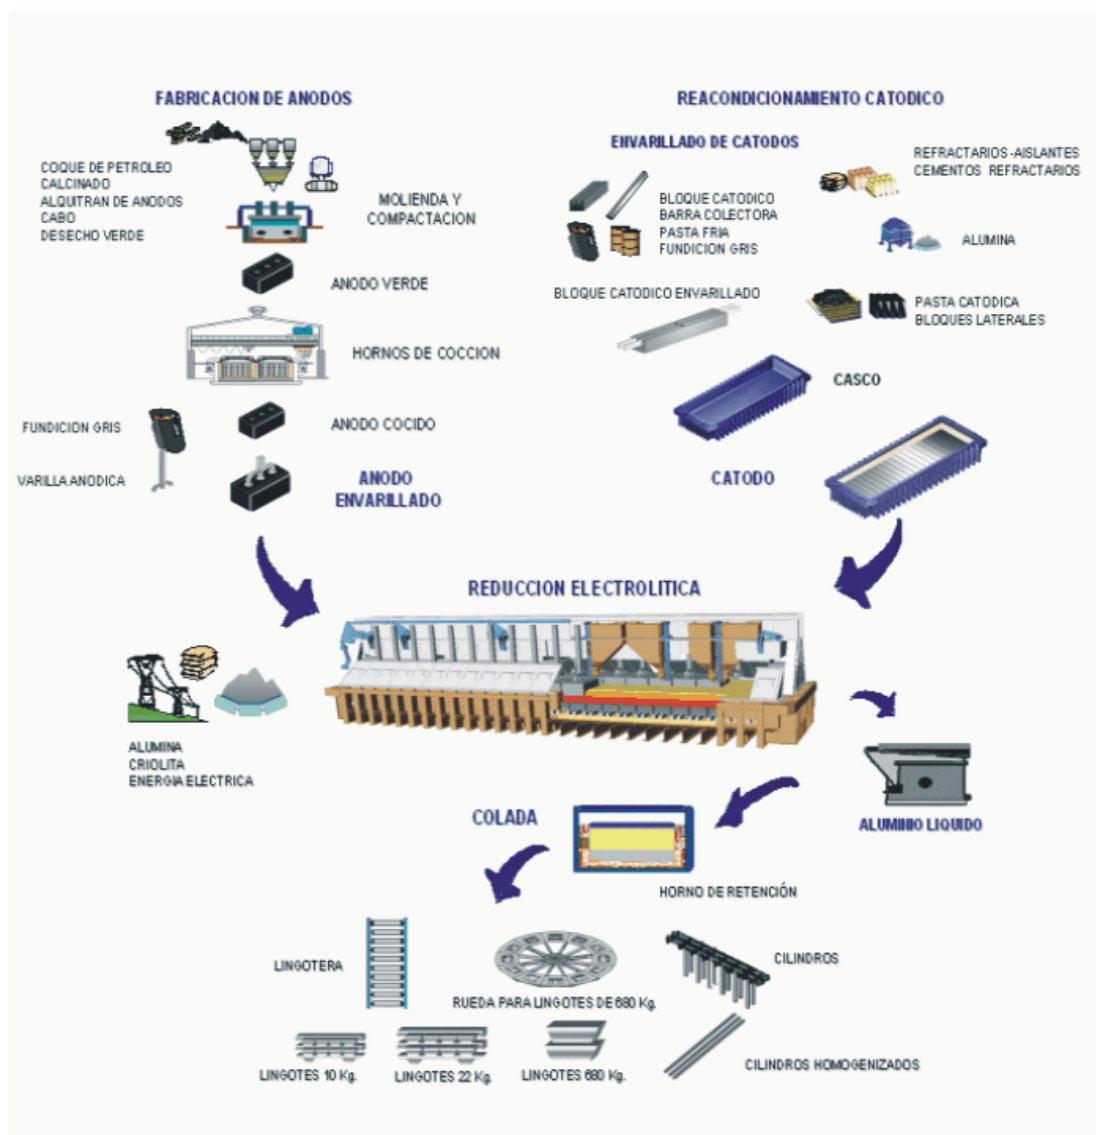 FABRICACION DE ANODOS
COQUE DE PETROLEO
CALCINADO
ALQUITRAN DE ANODOS
CABO
DESECHO VERDE
MOLIENDA Y
COMPACTACION
ANODO VERDE
HORNOS DE COCCION
FUNDICION GRIS
ANODO COCIDO
VARILLA ANODICA
ANODO
ENVARILLADO
REACONDICIONAMIENTO CATODICO
ENVARILLADO DE CATODOS
BLOQUE CATODICO
BARRA COLECTORA
PASTA FRIA
FUNDICION GRIS
REFRACTARIOS -AISLANTES
CEMENTOS REFRACTARIOS
ALUMINA
BLOQUE CATODICO ENVARILLADO
PASTA CATODICA
BLOQUES LATERALES
CASCO
CATODO
REDUCCION ELECTROLITICA
ALUMINA
CRIOLITA
ENERGIA ELECTRICA
ALUMINIO LIQUIDO
COLADA
HORNO DE RETENCIÓN
LINGOTERA
RUEDA PARA LINGOTES DE 680 Kg.
CILINDROS
LINGOTES 10 Kg.
LINGOTES 22 Kg.
LINGOTES 680 Kg.
CILINDROS HOMOGENIZADOS